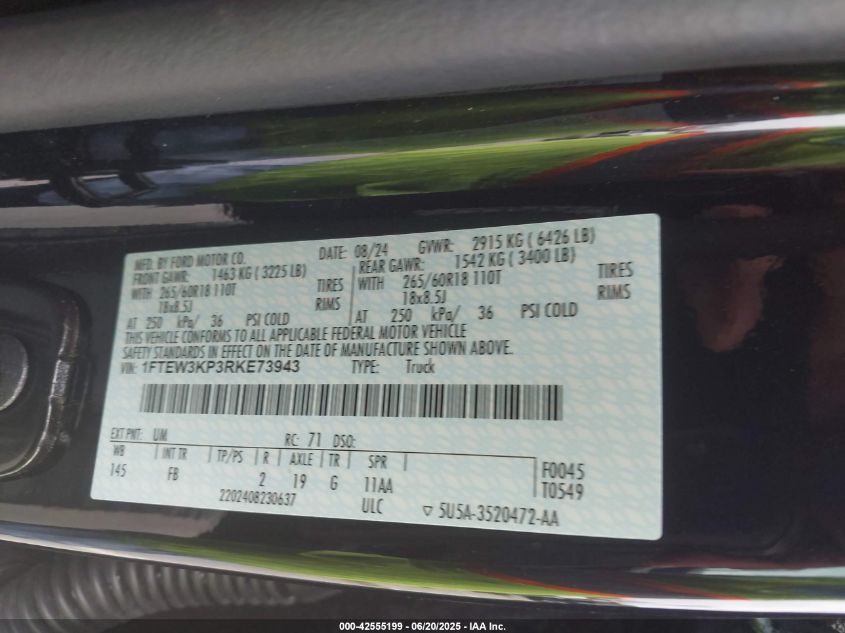 MFD. BY FORD MOTOR CO. DATE: 08/24 GVWR: 2915 KG ( 6426 LB)
FRONT GAWR: 1463 KG ( 3225 LB) REAR GAWR: 1542 KG ( 3400 LB)
WITH 265/60R18 110T TIRES WITH 265/60R18 110T TIRES
18x8.5J RIMS 18x8.5J RIMS
AT 250 kPa/ 36 PSI COLD AT 250 kPa/ 36 PSI COLD
THIS VEHICLE CONFORMS TO ALL APPLICABLE FEDERAL MOTOR VEHICLE
SAFETY STANDARDS IN EFFECT ON THE DATE OF MANUFACTURE SHOWN ABOVE.
VIN: 1FTEW3KP3RKE73943 TYPE: Truck
EXT PNT: UM RC: 71 DSO:
WB INT TR TP/PS R AXLE TR SPR F0045
145 FB 2 19 G 11AA T0549
2202408230637 ULC 5U5A-3520472-AA
000-42555199 - 06/20/2025 - IAA Inc.